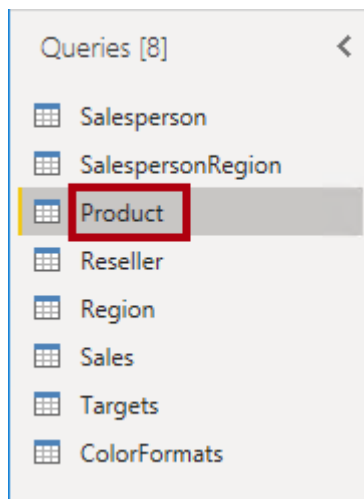 Queries [8]
Salesperson
SalespersonRegion
Product
Reseller
Region
Sales
Targets
ColorFormats